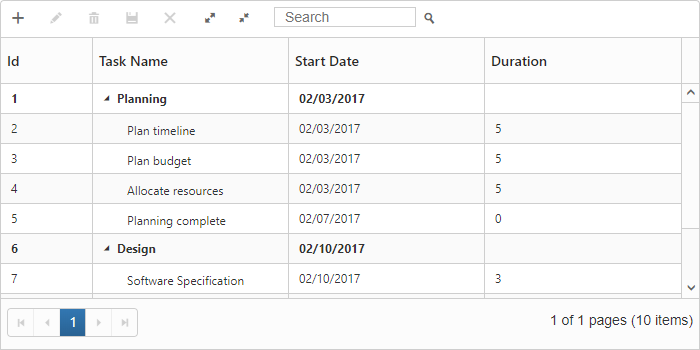 Search
Id Task Name Start Date Duration
1 Planning 02/03/2017
2 Plan timeline 02/03/2017 5
3 Plan budget 02/03/2017 5
4 Allocate resources 02/03/2017 5
5 Planning complete 02/07/2017 0
6 Design 02/10/2017
7 Software Specification 02/10/2017 3
1 1 of 1 pages (10 items)